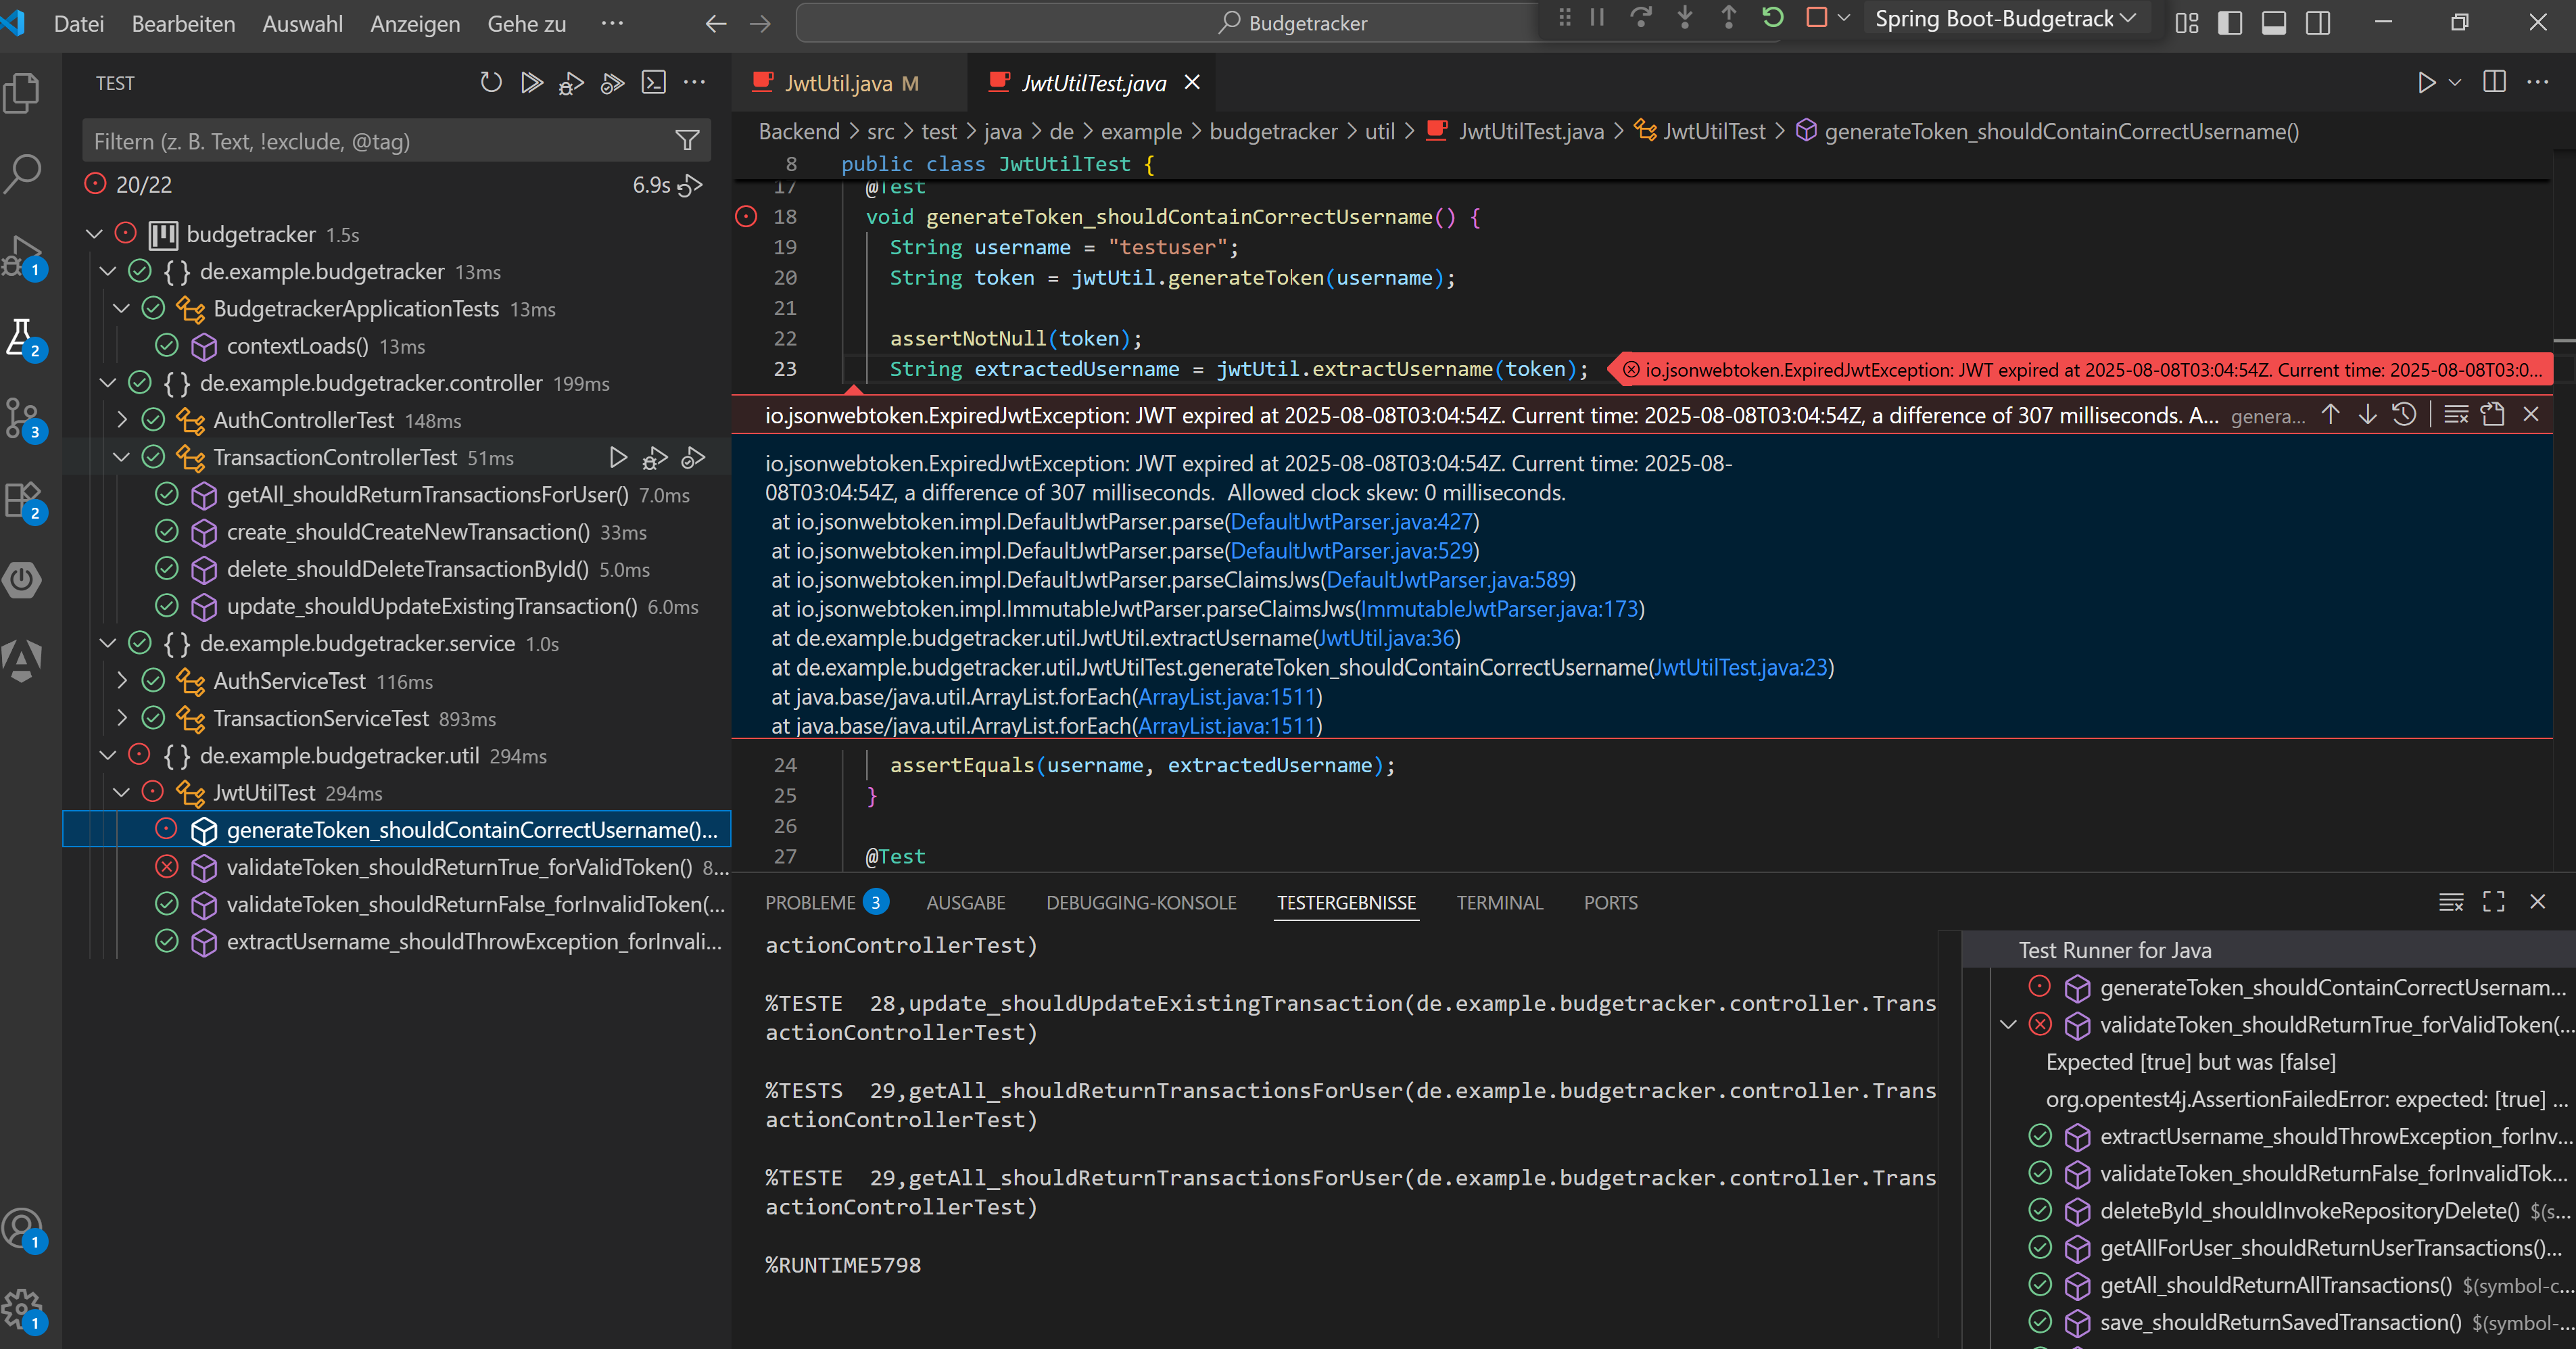 Datei Bearbeiten Auswahl Anzeigen Gehe zu ···
Budgetracker
Spring Boot-Budgetrack
TEST
Filtern (z. B. Text, !exclude, @tag)
20/22 6.9s
budgetracker 1.5s
{ } de.example.budgetracker 13ms
BudgetrackerApplicationTests 13ms
contextLoads() 13ms
{ } de.example.budgetracker.controller 199ms
AuthControllerTest 148ms
TransactionControllerTest 51ms
getAll_shouldReturnTransactionsForUser() 7.0ms
create_shouldCreateNewTransaction() 33ms
delete_shouldDeleteTransactionById() 5.0ms
update_shouldUpdateExistingTransaction() 6.0ms
{ } de.example.budgetracker.service 1.0s
AuthServiceTest 116ms
TransactionServiceTest 893ms
{ } de.example.budgetracker.util 294ms
JwtUtilTest 294ms
generateToken_shouldContainCorrectUsername()...
validateToken_shouldReturnTrue_forValidToken() 8...
validateToken_shouldReturnFalse_forInvalidToken(...
extractUsername_shouldThrowException_forInvali...
1
2
3
2
1
1
JwtUtil.java M
JwtUtilTest.java
Backend > src > test > java > de > example > budgetracker > util > JwtUtilTest.java > JwtUtilTest > generateToken_shouldContainCorrectUsername()
8 public class JwtUtilTest {
17 @Test
18 void generateToken_shouldContainCorrectUsername() {
19 String username = "testuser";
20 String token = jwtUtil.generateToken(username);
21
22 assertNotNull(token);
23 String extractedUsername = jwtUtil.extractUsername(token); io.jsonwebtoken.ExpiredJwtException: JWT expired at 2025-08-08T03:04:54Z. Current time: 2025-08-08T03:0...
io.jsonwebtoken.ExpiredJwtException: JWT expired at 2025-08-08T03:04:54Z. Current time: 2025-08-08T03:04:54Z, a difference of 307 milliseconds. A... genera...
io.jsonwebtoken.ExpiredJwtException: JWT expired at 2025-08-08T03:04:54Z. Current time: 2025-08-
08T03:04:54Z, a difference of 307 milliseconds. Allowed clock skew: 0 milliseconds.
at io.jsonwebtoken.impl.DefaultJwtParser.parse(DefaultJwtParser.java:427)
at io.jsonwebtoken.impl.DefaultJwtParser.parse(DefaultJwtParser.java:529)
at io.jsonwebtoken.impl.DefaultJwtParser.parseClaimsJws(DefaultJwtParser.java:589)
at io.jsonwebtoken.impl.ImmutableJwtParser.parseClaimsJws(ImmutableJwtParser.java:173)
at de.example.budgetracker.util.JwtUtil.extractUsername(JwtUtil.java:36)
at de.example.budgetracker.util.JwtUtilTest.generateToken_shouldContainCorrectUsername(JwtUtilTest.java:23)
at java.base/java.util.ArrayList.forEach(ArrayList.java:1511)
at java.base/java.util.ArrayList.forEach(ArrayList.java:1511)
24 assertEquals(username, extractedUsername);
25 }
26
27 @Test
PROBLEME 3 AUSGABE DEBUGGING-KONSOLE TESTERGEBNISSE TERMINAL PORTS
actionControllerTest)
%TESTE 28,update_shouldUpdateExistingTransaction(de.example.budgetracker.controller.Trans
actionControllerTest)
%TESTS 29,getAll_shouldReturnTransactionsForUser(de.example.budgetracker.controller.Trans
actionControllerTest)
%TESTE 29,getAll_shouldReturnTransactionsForUser(de.example.budgetracker.controller.Trans
actionControllerTest)
%RUNTIME5798
Test Runner for Java
generateToken_shouldContainCorrectUsernam...
validateToken_shouldReturnTrue_forValidToken(...
Expected [true] but was [false]
org.opentest4j.AssertionFailedError: expected: [true] ...
extractUsername_shouldThrowException_forInv...
validateToken_shouldReturnFalse_forInvalidTok...
deleteById_shouldInvokeRepositoryDelete() $(s...
getAllForUser_shouldReturnUserTransactions()...
getAll_shouldReturnAllTransactions() $(symbol-c...
save_shouldReturnSavedTransaction() $(symbol-...